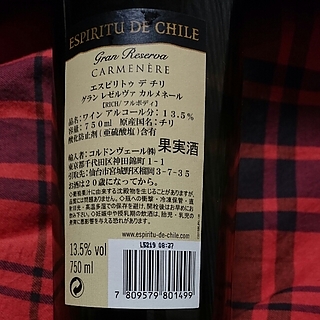 ESPIRITU DE CHILE
Gran Reserva
CARMENÈRE
エスピリトゥ デ チリ
グラン レゼルヴァ カルメネール
[RICH/フルボディ]
品名:ワイン アルコール分:13.5%
容量:750ml 原産国名:チリ
酸化防止剤(亜硫酸塩)含有
輸入者:コルドンヴェール㈱ 果実酒
東京都千代田区神田錦町1-1
引取先:仙台市宮城野区榴岡3-7-35
お酒は20歳になってから。
www.espiritu-de-chile.com
L5219 08:37
13.5% vol
750 ml
7 809579 801499